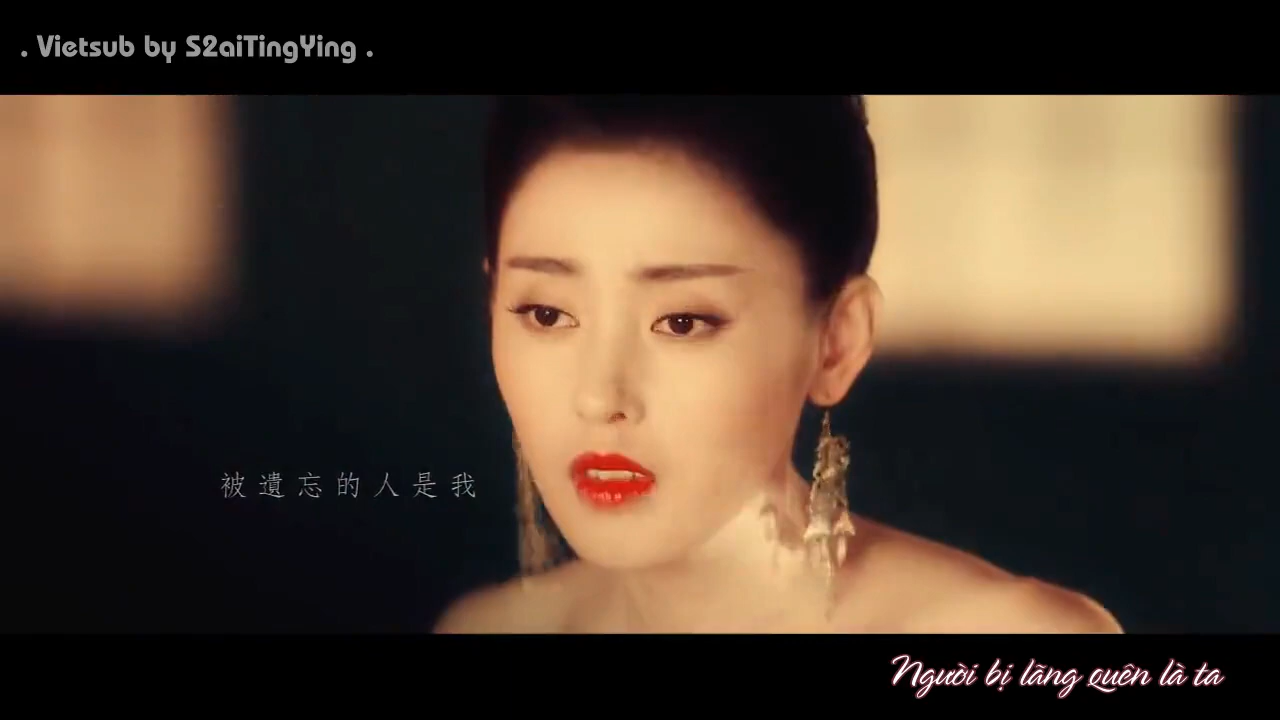 . Vietsub by S2aiTingYing .
被遺忘的人是我
Người bị lãng quên là ta